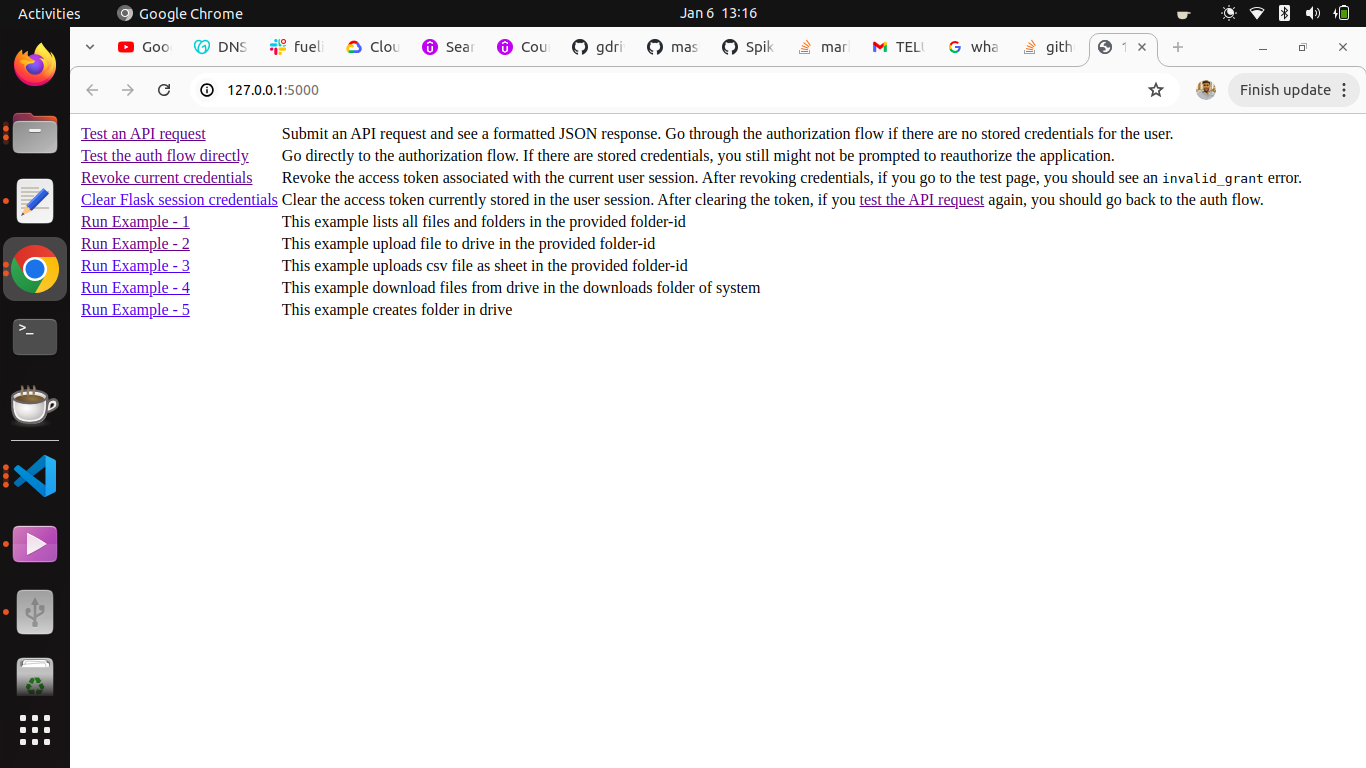 Activities Google Chrome Jan 6 13:16
Goo DNS fueli Clou Sear Cou gdri mas Spik mar TELU wha gith
127.0.0.1:5000 Finish update
Test an API request Submit an API request and see a formatted JSON response. Go through the authorization flow if there are no stored credentials for the user.
Test the auth flow directly Go directly to the authorization flow. If there are stored credentials, you still might not be prompted to reauthorize the application.
Revoke current credentials Revoke the access token associated with the current user session. After revoking credentials, if you go to the test page, you should see an invalid_grant error.
Clear Flask session credentials Clear the access token currently stored in the user session. After clearing the token, if you test the API request again, you should go back to the auth flow.
Run Example - 1 This example lists all files and folders in the provided folder-id
Run Example - 2 This example upload file to drive in the provided folder-id
Run Example - 3 This example uploads csv file as sheet in the provided folder-id
Run Example - 4 This example download files from drive in the downloads folder of system
Run Example - 5 This example creates folder in drive